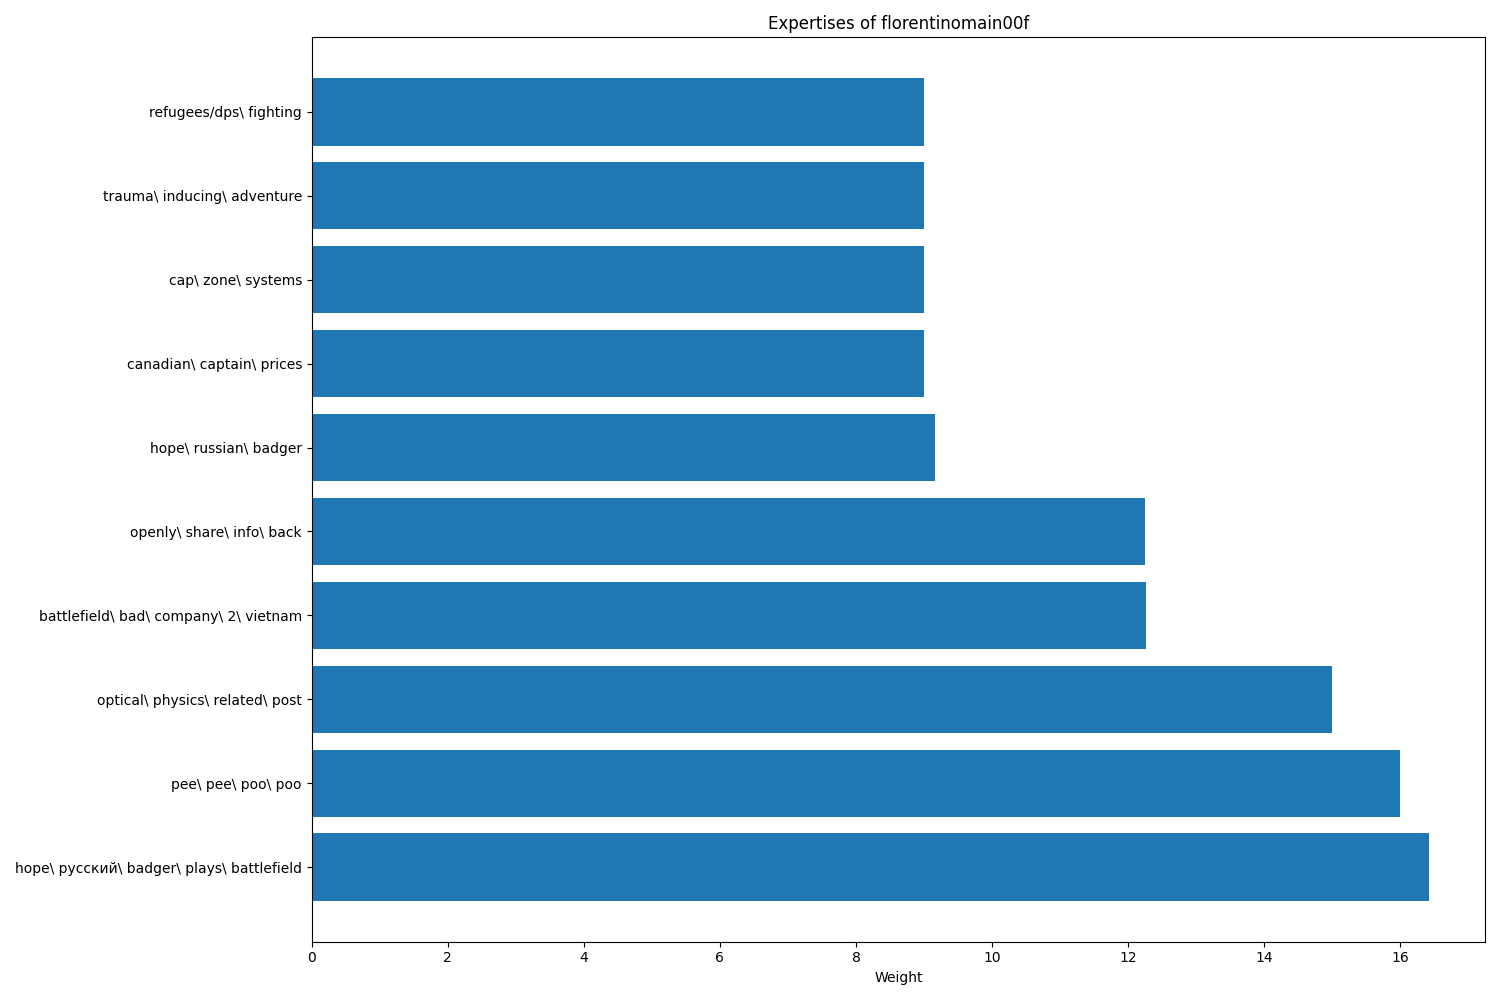 Expertises of florentinomain00f
refugees/dps\ fighting
trauma\ inducing\ adventure
cap\ zone\ systems
canadian\ captain\ prices
hope\ russian\ badger
openly\ share\ info\ back
battlefield\ bad\ company\ 2\ vietnam
optical\ physics\ related\ post
pee\ pee\ poo\ poo
hope\ русский\ badger\ plays\ battlefield
0 2 4 6 8 10 12 14 16
Weight